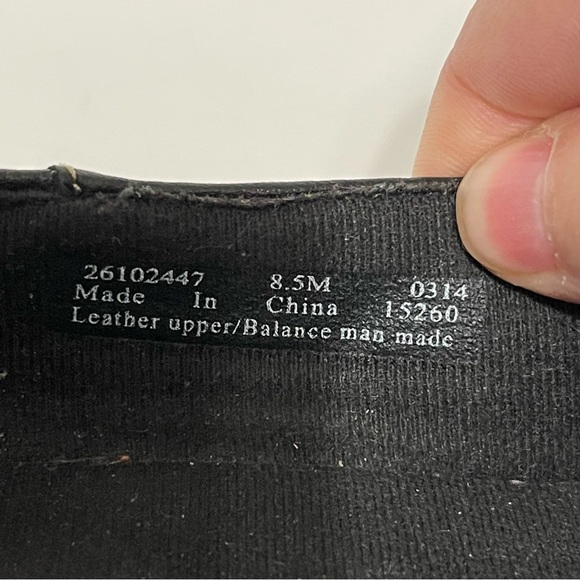 26102447 8.5M 0314
Made In China 15260
Leather upper/Balance man made